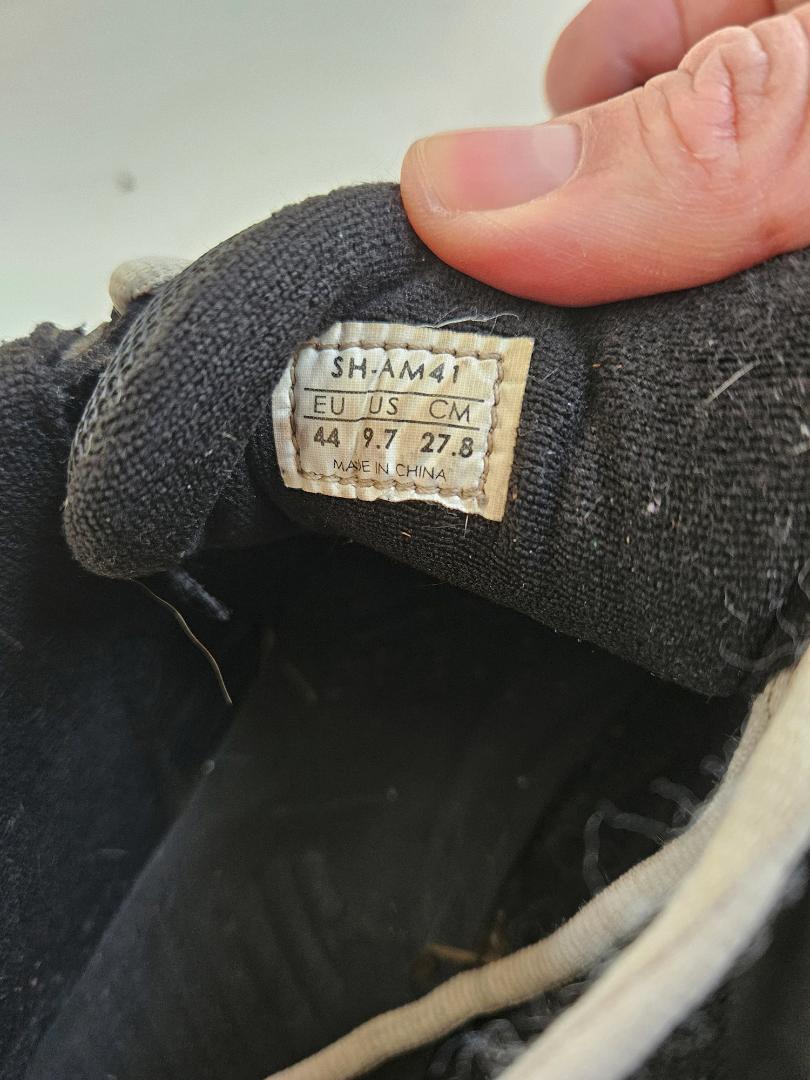 SH-AM41
EU US CM
44 9.7 27.8
MADE IN CHINA